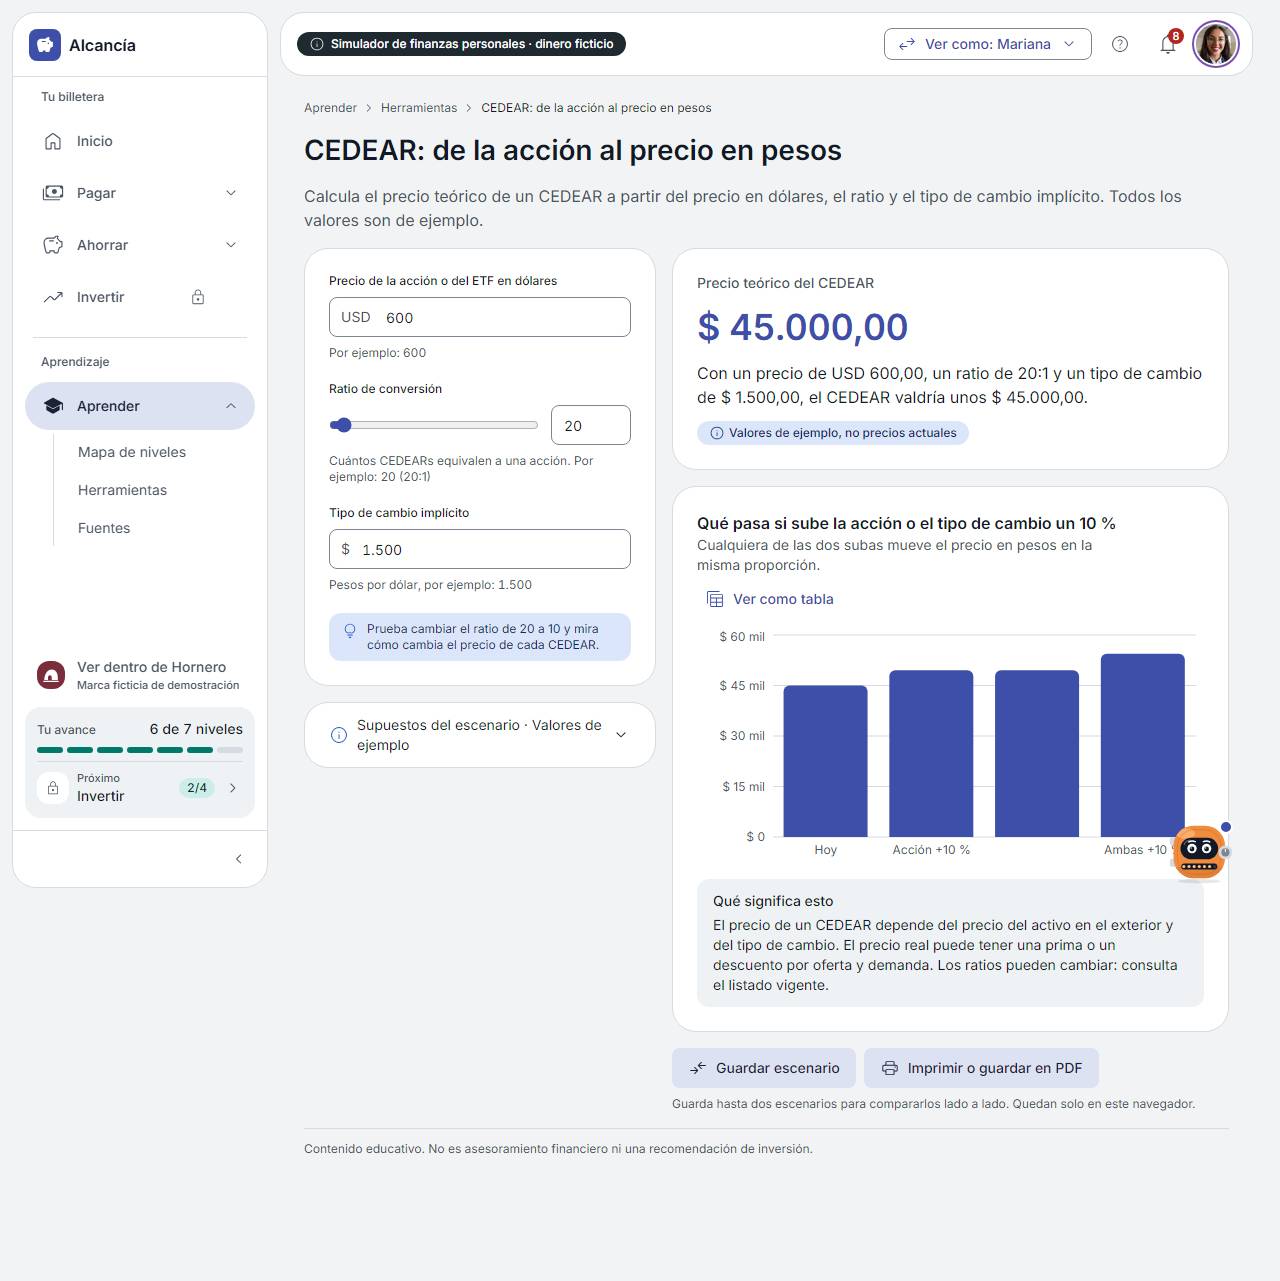 Alcancía
Tu billetera
Inicio
Pagar
Ahorrar
Invertir
Aprendizaje
Aprender
Mapa de niveles
Herramientas
Fuentes
Ver dentro de Hornero
Marca ficticia de demostración
Tu avance
6 de 7 niveles
Próximo
Invertir
2/4
Simulador de finanzas personales · dinero ficticio
Ver como: Mariana
8
Aprender
Herramientas
CEDEAR: de la acción al precio en pesos
CEDEAR: de la acción al precio en pesos
Calcula el precio teórico de un CEDEAR a partir del precio en dólares, el ratio y el tipo de cambio implícito. Todos los
valores son de ejemplo.
Precio de la acción o del ETF en dólares
USD 600
Por ejemplo: 600
Ratio de conversión
20
Cuántos CEDEARs equivalen a una acción. Por
ejemplo: 20 (20:1)
Tipo de cambio implícito
$ 1.500
Pesos por dólar, por ejemplo: 1.500
Prueba cambiar el ratio de 20 a 10 y mira
cómo cambia el precio de cada CEDEAR.
Supuestos del escenario · Valores de
ejemplo
Precio teórico del CEDEAR
$ 45.000,00
Con un precio de USD 600,00, un ratio de 20:1 y un tipo de cambio
de $ 1.500,00, el CEDEAR valdría unos $ 45.000,00.
Valores de ejemplo, no precios actuales
Qué pasa si sube la acción o el tipo de cambio un 10 %
Cualquiera de las dos subas mueve el precio en pesos en la
misma proporción.
Ver como tabla
$ 60 mil
$ 45 mil
$ 30 mil
$ 15 mil
$ 0
Hoy
Acción +10 %
Ambas +10
Qué significa esto
El precio de un CEDEAR depende del precio del activo en el exterior y
del tipo de cambio. El precio real puede tener una prima o un
descuento por oferta y demanda. Los ratios pueden cambiar: consulta
el listado vigente.
Guardar escenario
Imprimir o guardar en PDF
Guarda hasta dos escenarios para compararlos lado a lado. Quedan solo en este navegador.
Contenido educativo. No es asesoramiento financiero ni una recomendación de inversión.